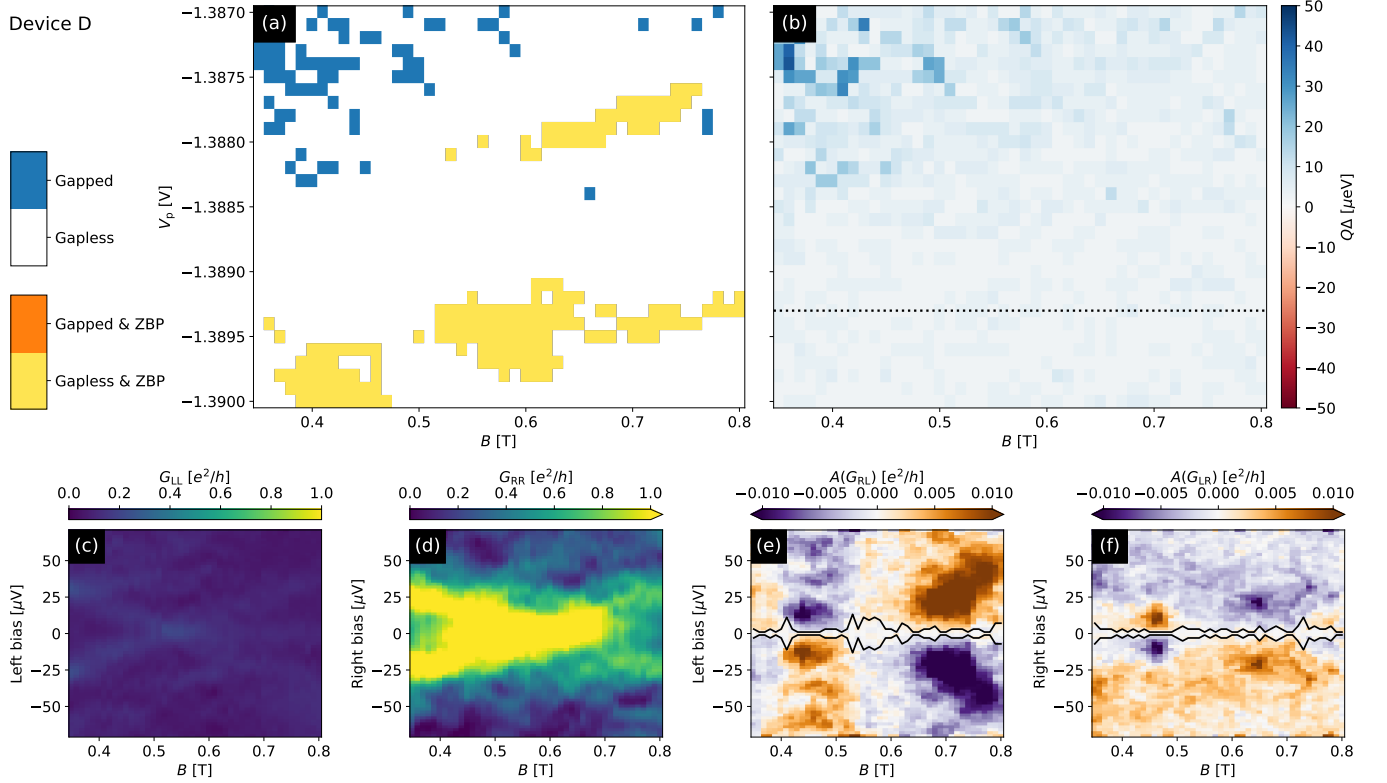 Device D
Gapped
Gapless
Gapped & ZBP
Gapless & ZBP
(a)
−1.3870
−1.3875
−1.3880
−1.3885
−1.3890
−1.3895
−1.3900
Vp [V]
0.4 0.5 0.6 0.7 0.8
B [T]
(b)
0.4 0.5 0.6 0.7 0.8
B [T]
50
40
30
20
10
0
−10
−20
−30
−40
−50
QΔ [μeV]
GLL [e²/h]
0.0 0.2 0.4 0.6 0.8 1.0
(c)
50
25
0
−25
−50
Left bias [μV]
0.4 0.5 0.6 0.7 0.8
B [T]
GRR [e²/h]
0.0 0.2 0.4 0.6 0.8 1.0
(d)
50
25
0
−25
−50
Right bias [μV]
0.4 0.5 0.6 0.7 0.8
B [T]
A(GRL) [e²/h]
−0.010 −0.005 0.000 0.005 0.010
(e)
50
25
0
−25
−50
Left bias [μV]
0.4 0.5 0.6 0.7 0.8
B [T]
A(GLR) [e²/h]
−0.010 −0.005 0.000 0.005 0.010
(f)
50
25
0
−25
−50
Right bias [μV]
0.4 0.5 0.6 0.7 0.8
B [T]